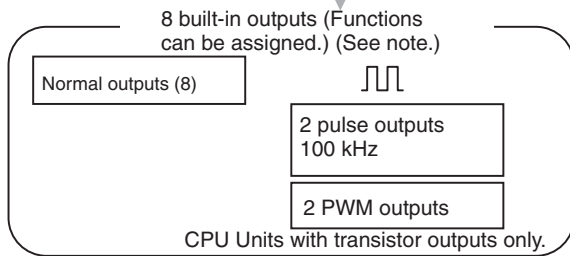 8 built-in outputs (Functions
can be assigned.) (See note.)
Normal outputs (8)
2 pulse outputs
100 kHz
2 PWM outputs
CPU Units with transistor outputs only.